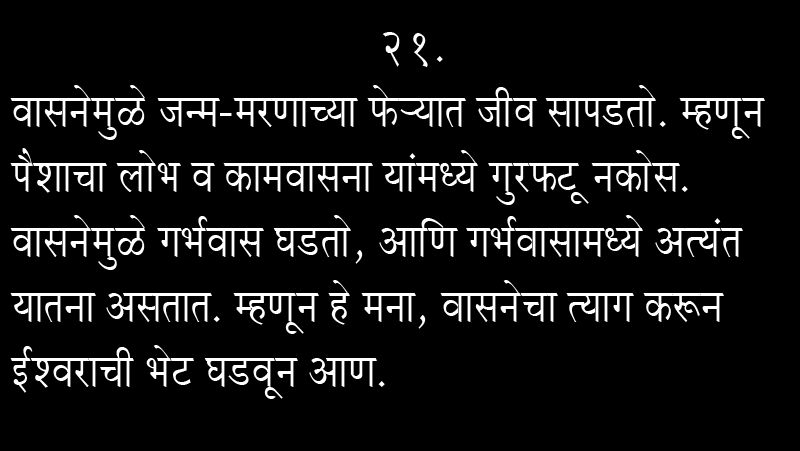 २१.
वासनेमुळे जन्म-मरणाच्या फेऱ्यात जीव सापडतो. म्हणून
पैशाचा लोभ व कामवासना यांमध्ये गुरफटू नकोस.
वासनेमुळे गर्भवास घडतो, आणि गर्भवासामध्ये अत्यंत
यातना असतात. म्हणून हे मना, वासनेचा त्याग करून
ईश्वराची भेट घडवून आण.